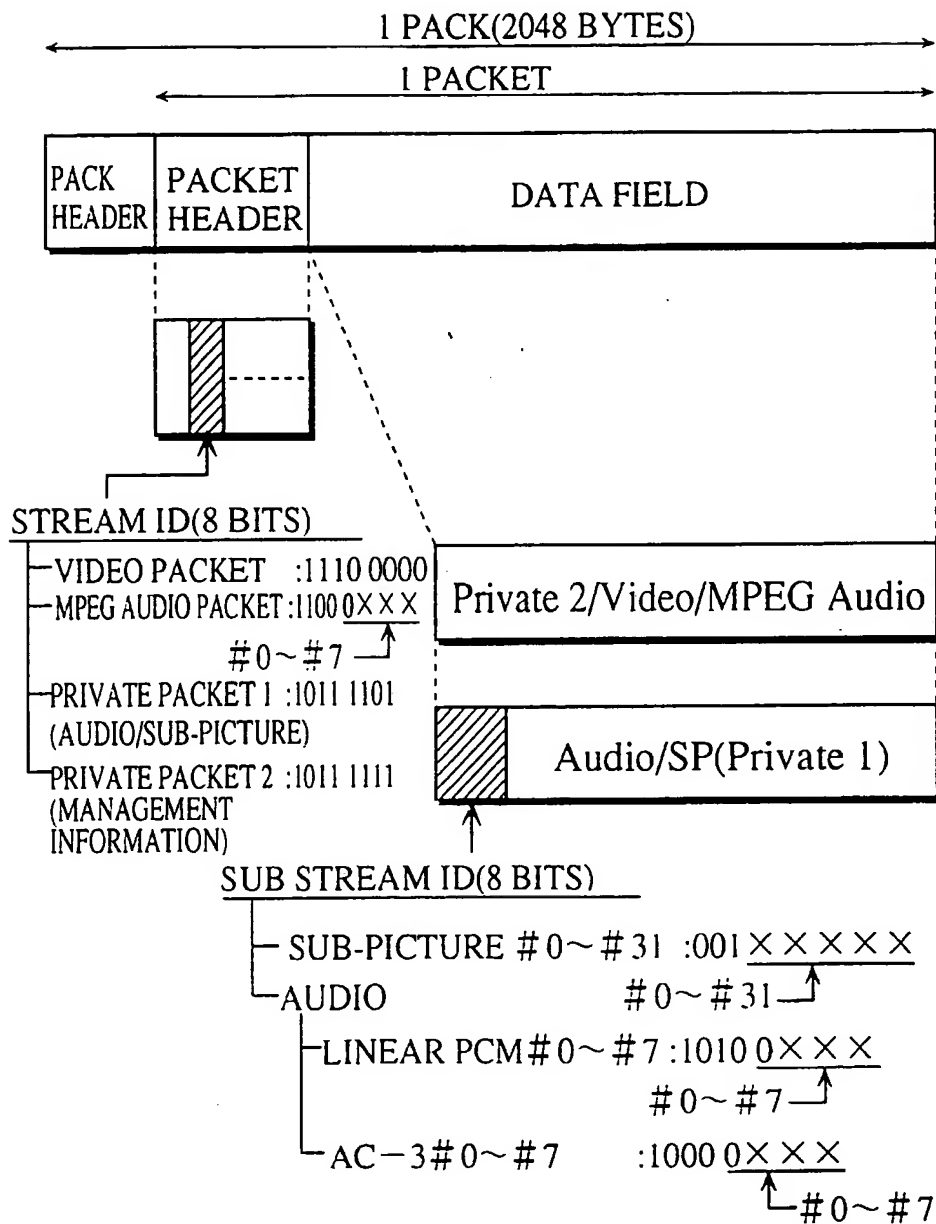 1 PACK(2048 BYTES)
1 PACKET
PACK HEADER
PACKET HEADER
DATA FIELD
STREAM ID(8 BITS)
VIDEO PACKET :1110 0000
MPEG AUDIO PACKET :1100 0×××
#0~#7
PRIVATE PACKET 1 :1011 1101
(AUDIO/SUB-PICTURE)
PRIVATE PACKET 2 :1011 1111
(MANAGEMENT
INFORMATION)
Private 2/Video/MPEG Audio
Audio/SP(Private 1)
SUB STREAM ID(8 BITS)
SUB-PICTURE #0~#31 :001×××××
#0~#31
AUDIO
LINEAR PCM#0~#7 :1010 0×××
#0~#7
AC-3#0~#7 :1000 0×××
#0~#7